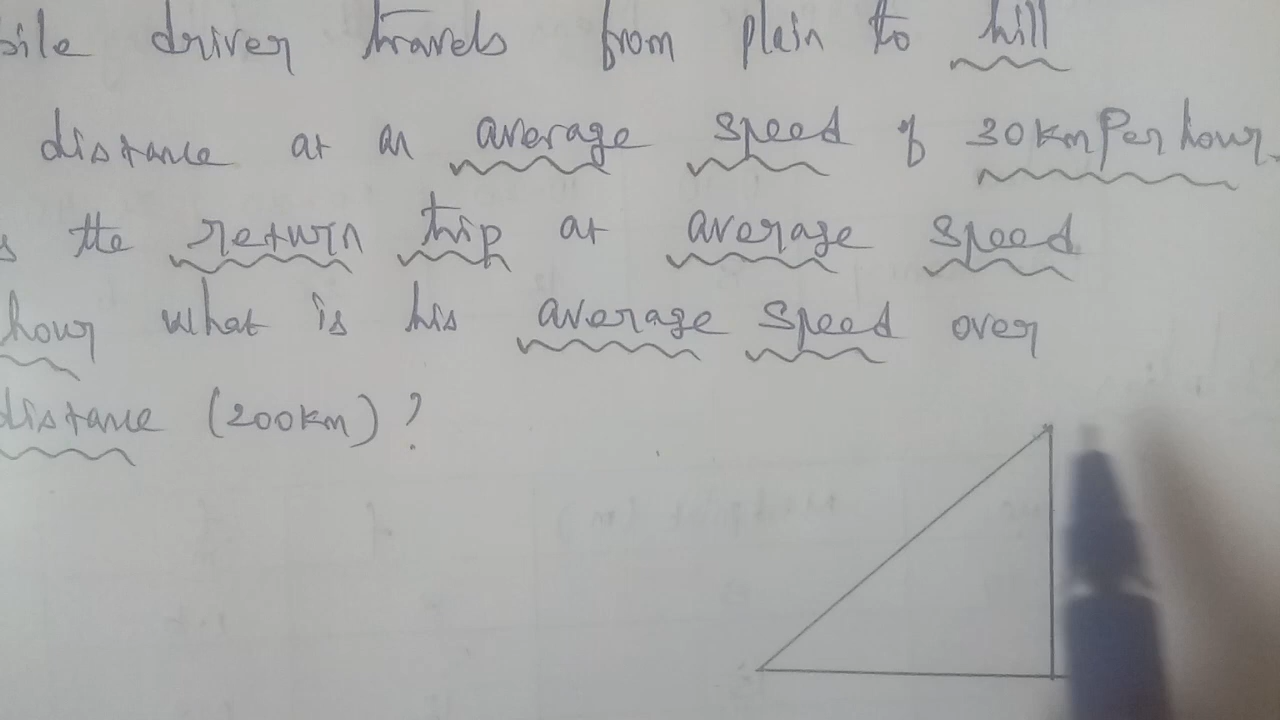 bile driver travels from plain to hill
distance at an average speed of 30km Per hour.
s the return trip at average speed
hour what is his average speed over
distance (200km)?